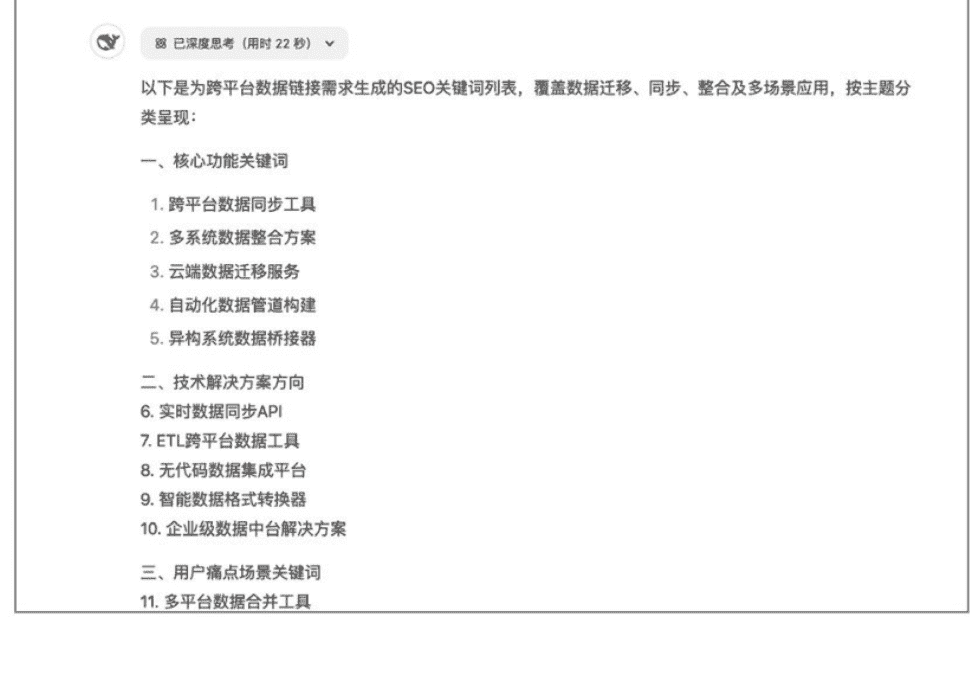 已深度思考（用时 22 秒）
以下是为跨平台数据链接需求生成的SEO关键词列表，覆盖数据迁移、同步、整合及多场景应用，按主题分
类呈现：
一、核心功能关键词
1. 跨平台数据同步工具
2. 多系统数据整合方案
3. 云端数据迁移服务
4. 自动化数据管道构建
5. 异构系统数据桥接器
二、技术解决方案方向
6. 实时数据同步API
7. ETL跨平台数据工具
8. 无代码数据集成平台
9. 智能数据格式转换器
10. 企业级数据中台解决方案
三、用户痛点场景关键词
11. 多平台数据合并工具